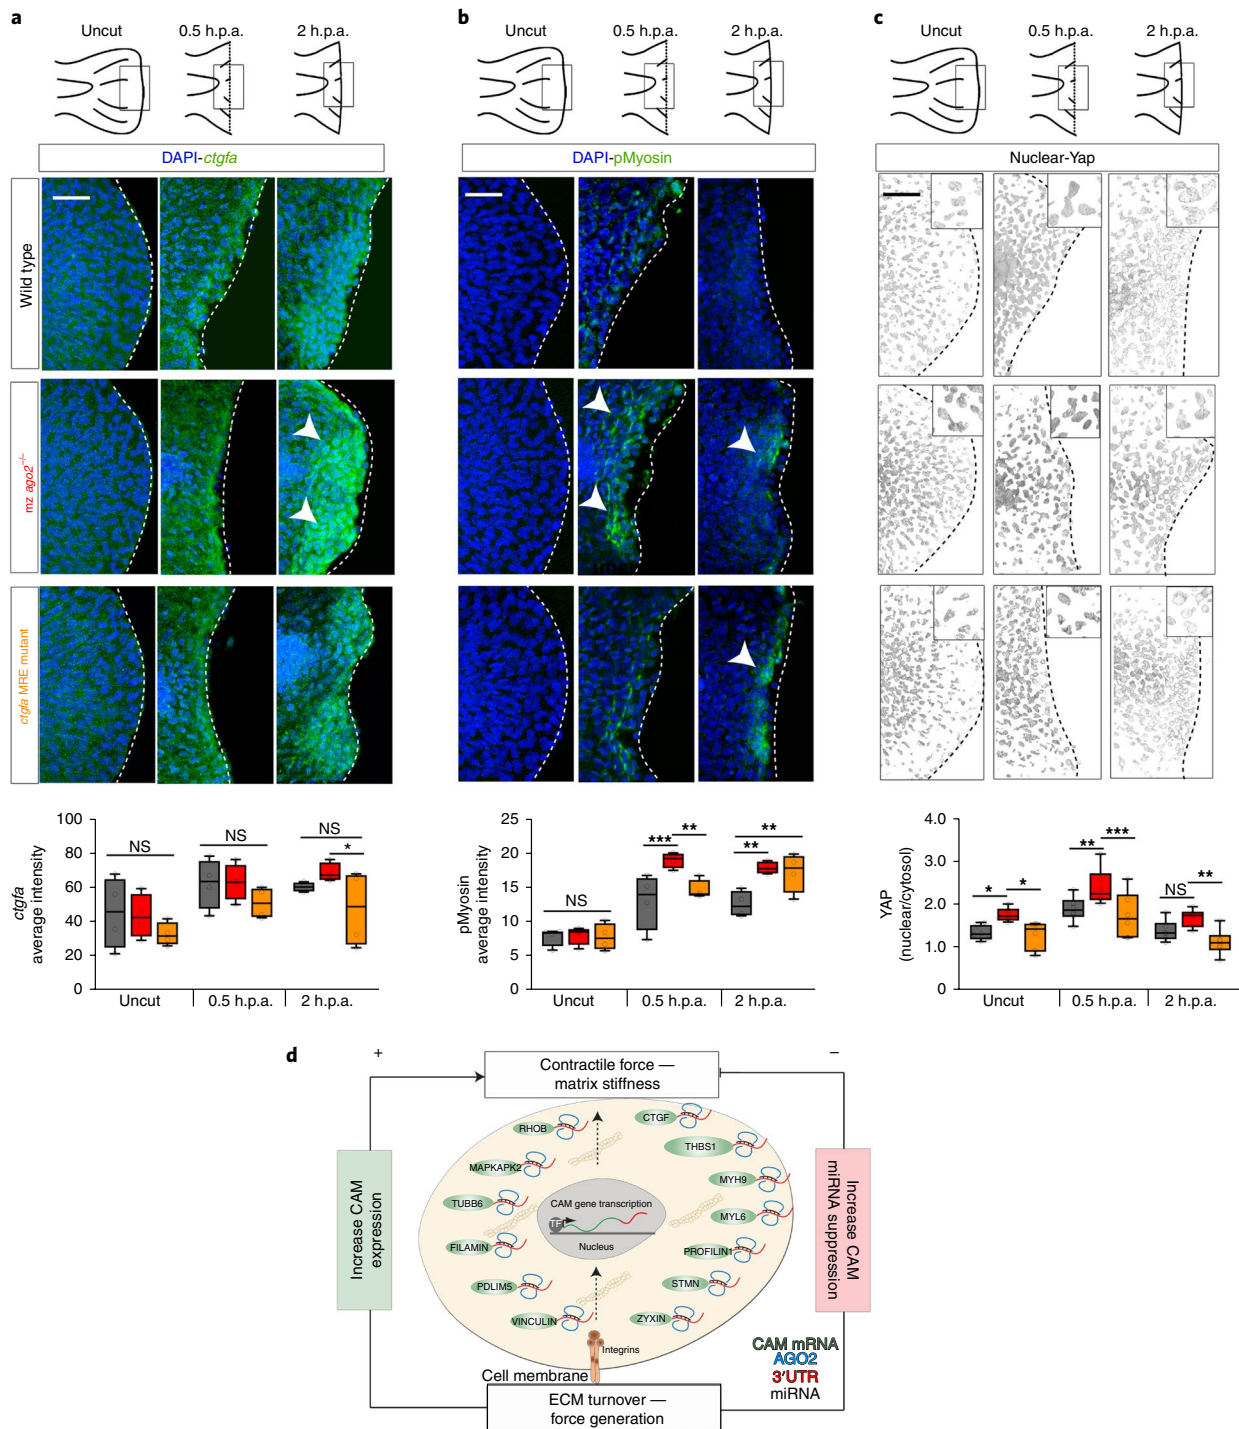 a
Uncut
0.5 h.p.a.
2 h.p.a.
DAPI-ctgfa
Wild type
mz ago2−/−
ctgfa MRE mutant
100
80
60
40
20
0
ctgfa
average intensity
NS
NS
NS
*
Uncut
0.5 h.p.a.
2 h.p.a.
b
Uncut
0.5 h.p.a.
2 h.p.a.
DAPI-pMyosin
25
20
15
10
5
0
pMyosin
average intensity
NS
***
**
**
**
Uncut
0.5 h.p.a.
2 h.p.a.
c
Uncut
0.5 h.p.a.
2 h.p.a.
Nuclear-Yap
4.0
3.0
2.0
1.0
0
YAP
(nuclear/cytosol)
*
*
**
***
NS
**
Uncut
0.5 h.p.a.
2 h.p.a.
d
+
−
Contractile force —
matrix stiffness
Increase CAM
expression
Increase CAM
miRNA suppression
RHOB
MAPKAPK2
TUBB6
FILAMIN
PDLIM5
VINCULIN
CTGF
THBS1
MYH9
MYL6
PROFILIN1
STMN
ZYXIN
CAM gene transcription
TF
Nucleus
Integrins
Cell membrane
ECM turnover —
force generation
CAM mRNA
AGO2
3′UTR
miRNA